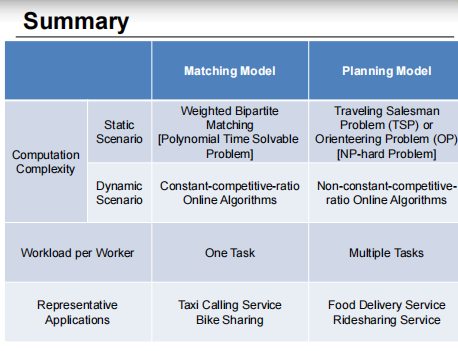 Summary
Matching Model
Planning Model
Computation
Complexity
Static
Scenario
Weighted Bipartite
Matching
[Polynomial Time Solvable
Problem]
Traveling Salesman
Problem (TSP) or
Orienteering Problem (OP)
[NP-hard Problem]
Dynamic
Scenario
Constant-competitive-ratio
Online Algorithms
Non-constant-competitive-
ratio Online Algorithms
Workload per Worker
One Task
Multiple Tasks
Representative
Applications
Taxi Calling Service
Bike Sharing
Food Delivery Service
Ridesharing Service